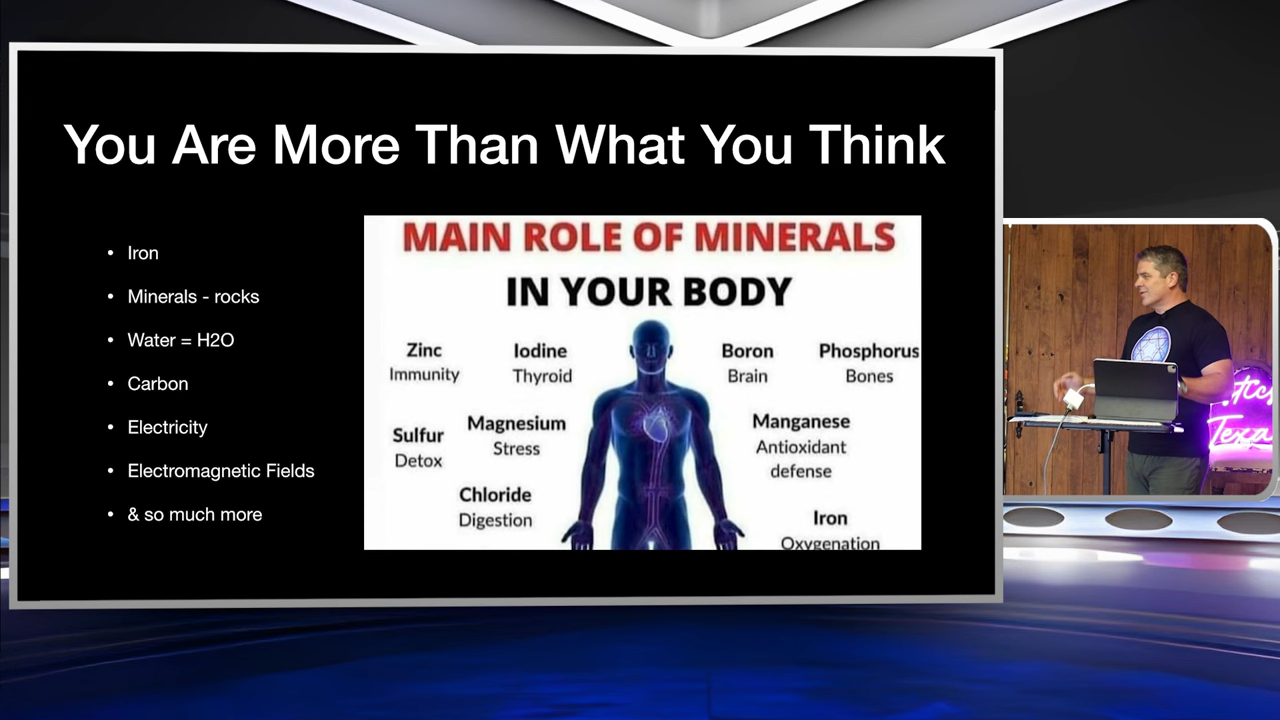 You Are More Than What You Think
• Iron
• Minerals - rocks
• Water = H2O
• Carbon
• Electricity
• Electromagnetic Fields
• & so much more
MAIN ROLE OF MINERALS
IN YOUR BODY
Zinc
Immunity
Iodine
Thyroid
Boron
Brain
Phosphorus
Bones
Sulfur
Detox
Magnesium
Stress
Manganese
Antioxidant
defense
Chloride
Digestion
Iron
Oxygenation